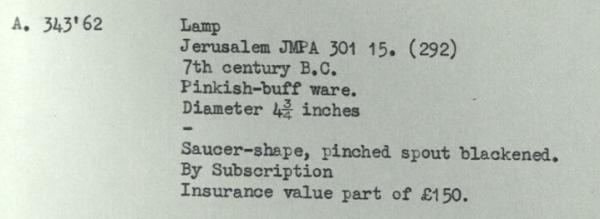 A. 343'62 Lamp
Jerusalem JMPA 301 15. (292)
7th century B.C.
Pinkish-buff ware.
Diameter 4¾ inches
-
Saucer-shape, pinched spout blackened.
By Subscription
Insurance value part of £150.